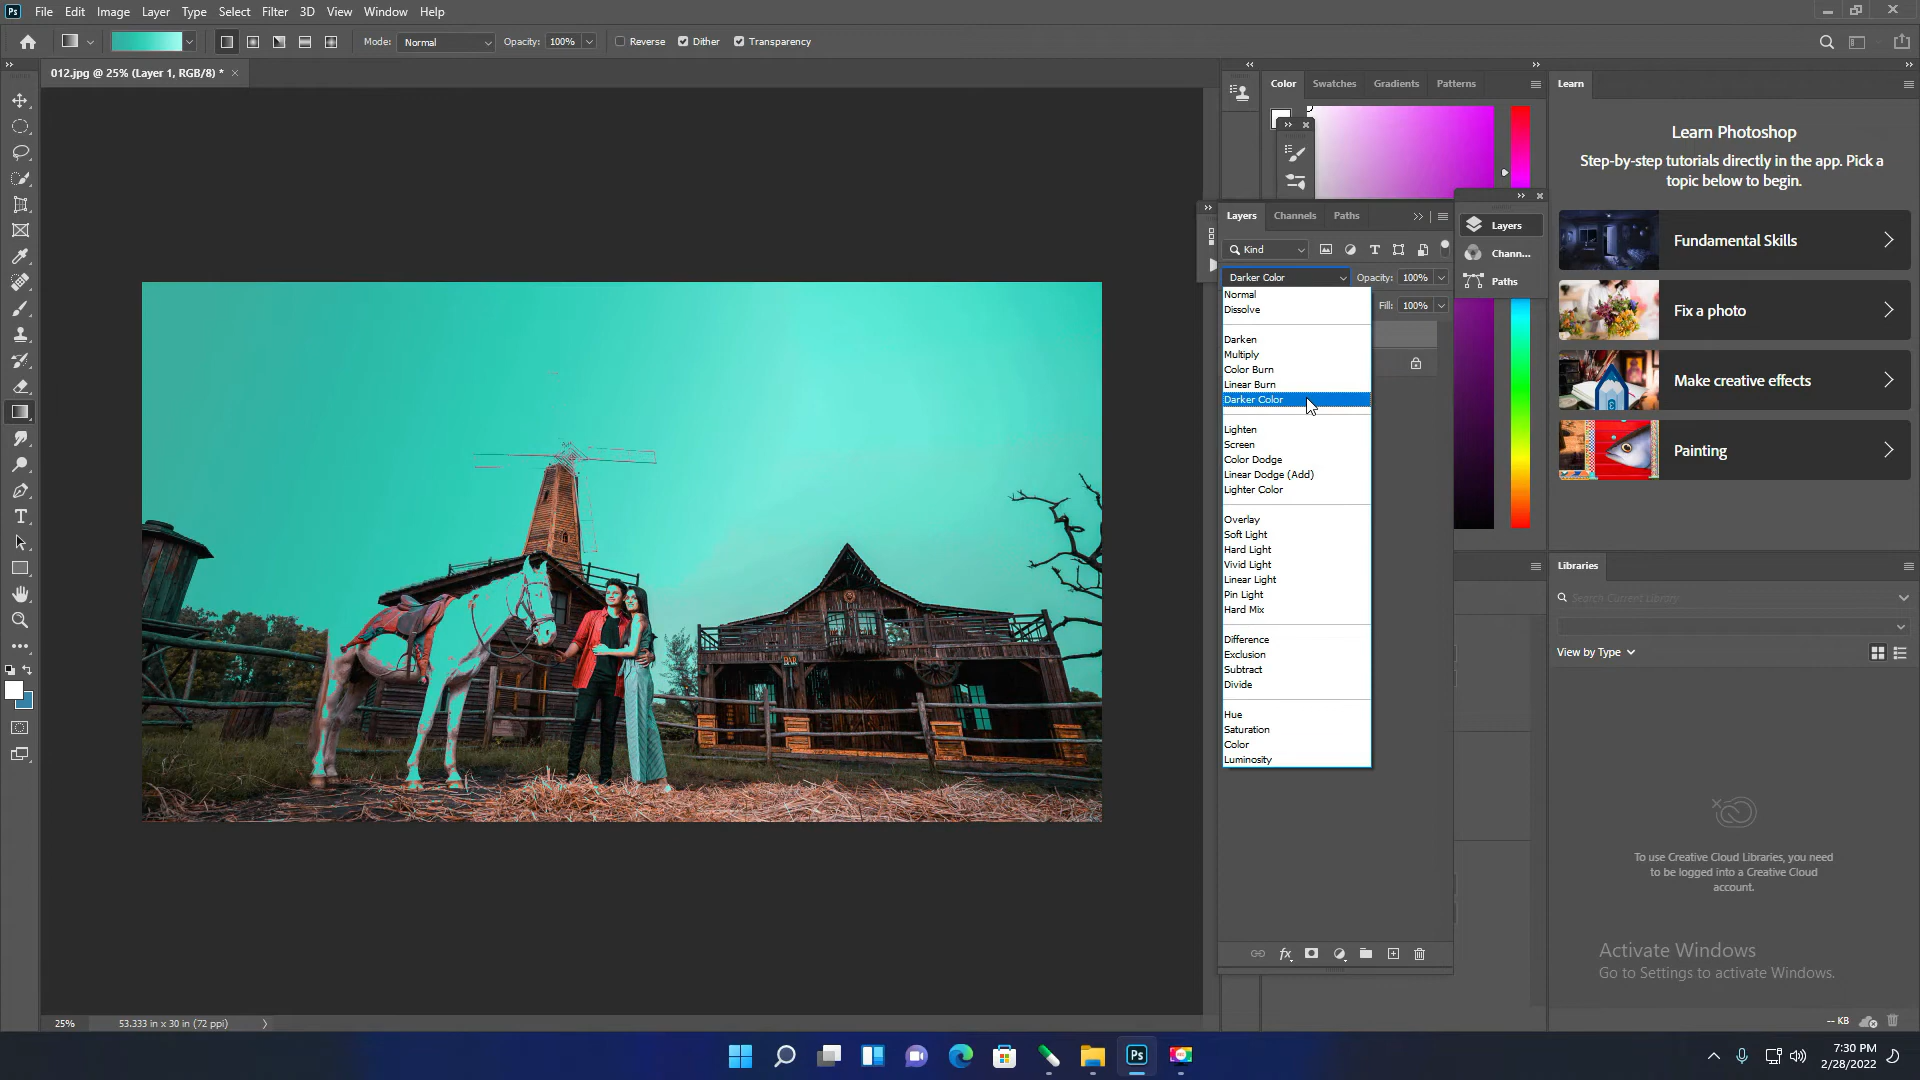 Ps File Edit Image Layer Type Select Filter 3D View Window Help
Mode: Normal Opacity: 100% Reverse Dither Transparency
012.jpg @ 25% (Layer 1, RGB/8) *
Color Swatches Gradients Patterns
Learn
Learn Photoshop
Step-by-step tutorials directly in the app. Pick a
topic below to begin.
Fundamental Skills
Fix a photo
Make creative effects
Painting
Layers Channels Paths
Kind
Darker Color Opacity: 100%
Fill: 100%
Layers
Chann...
Paths
Normal
Dissolve
Darken
Multiply
Color Burn
Linear Burn
Darker Color
Lighten
Screen
Color Dodge
Linear Dodge (Add)
Lighter Color
Overlay
Soft Light
Hard Light
Vivid Light
Linear Light
Pin Light
Hard Mix
Difference
Exclusion
Subtract
Divide
Hue
Saturation
Color
Luminosity
BAR
Libraries
Search Current Library
View by Type
To use Creative Cloud Libraries, you need
to be logged into a Creative Cloud
account.
Activate Windows
Go to Settings to activate Windows.
-- KB
fx
25% 53.333 in x 30 in (72 ppi)
Ps
7:30 PM
2/28/2022